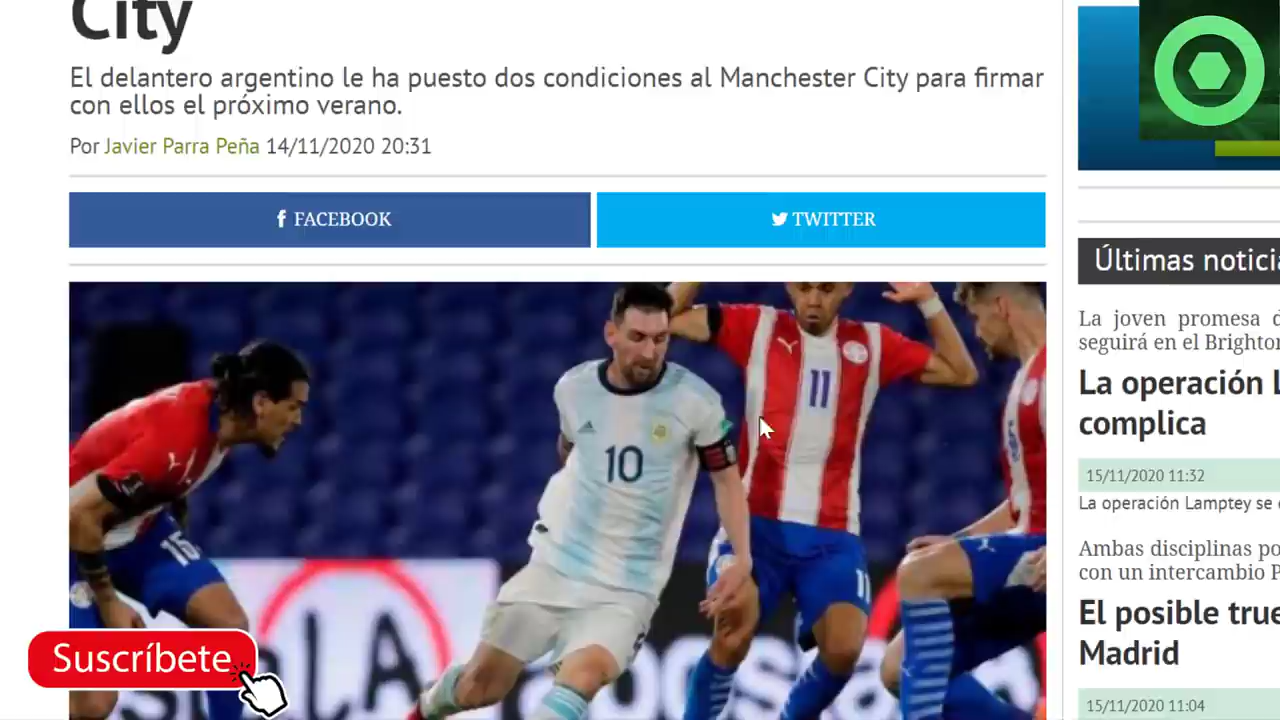 City
El delantero argentino le ha puesto dos condiciones al Manchester City para firmar
con ellos el próximo verano.
Por Javier Parra Peña 14/11/2020 20:31
FACEBOOK
TWITTER
Últimas notici
La joven promesa
seguirá en el
La operación
complica
15/11/2020 11:32
La operación Lamptey se
Ambas disciplinas
con un intercambio
El posible
Madrid
15/11/2020 11:04
10
11
11
16
Suscríbete